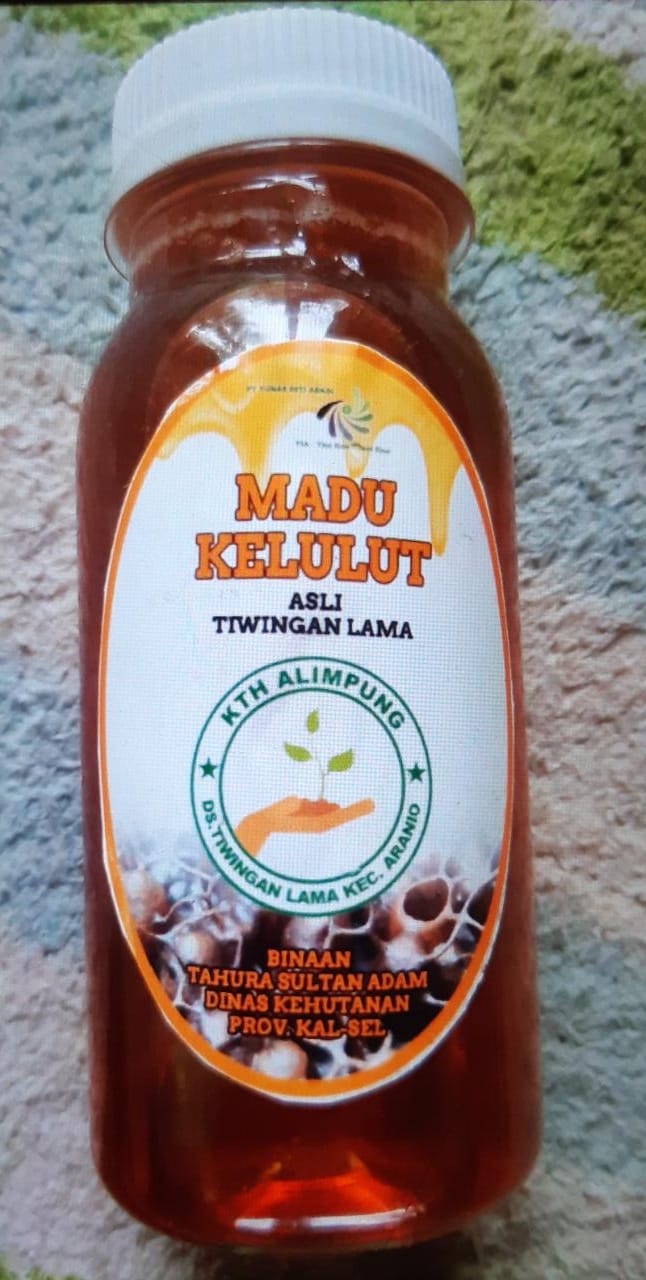 MADU
KELULUT
ASLI
TIWINGAN LAMA
KTH ALIMPUNG
DS. TIWINGAN LAMA KEC. ARANIO
BINAAN
TAHURA SULTAN ADAM
DINAS KEHUTANAN
PROV. KAL-SEL